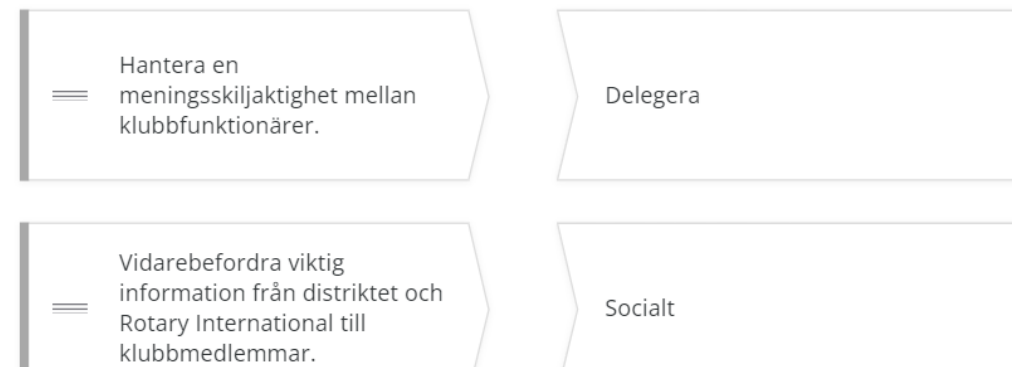 Hantera en
meningsskiljaktighet mellan
klubbfunktionärer.
Delegera
Vidarebefordra viktig
information från distriktet och
Rotary International till
klubbmedlemmar.
Socialt